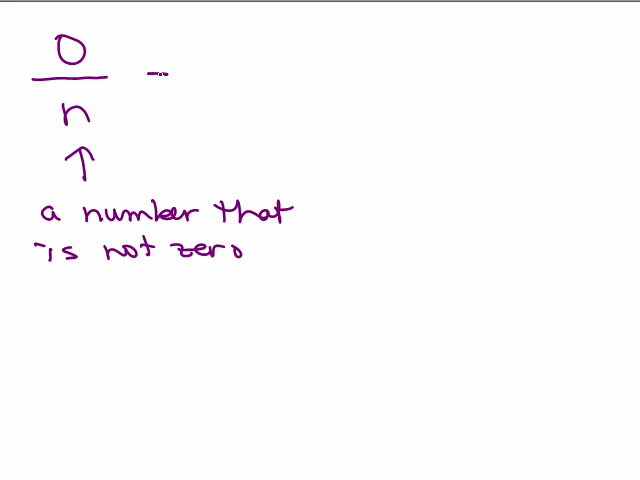 0
n
↑
a number that
is not zero